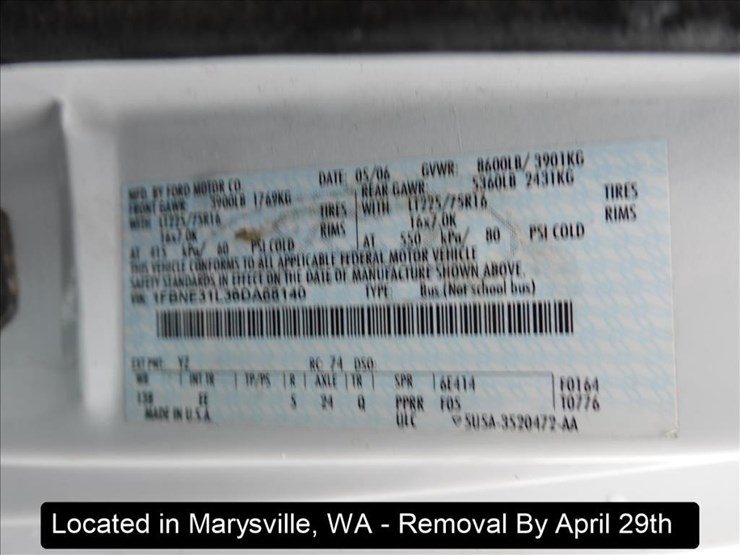 MFD. BY FORD MOTOR CO.
DATE: 05/06 GVWR: 8600LB/ 3901KG
FRONT GAWR: 3900LB 1769KG
REAR GAWR: 5360LB 2431KG
WITH LT225/75R16 TIRES
WITH LT225/75R16 TIRES
16x7.0K RIMS
16x7.0K RIMS
AT 415 kPa/ 60 PSI COLD
AT 550 kPa/ 80 PSI COLD
THIS VEHICLE CONFORMS TO ALL APPLICABLE FEDERAL MOTOR VEHICLE
SAFETY STANDARDS IN EFFECT ON THE DATE OF MANUFACTURE SHOWN ABOVE.
VIN: 1FBNE31L36DA68140 TYPE: Bus (Not school bus)
EXT PNT: YZ RC: 74 DSO:
WB INT TR TP/PS R AXLE TR SPR 6E414 F0164
138 EE 5 24 Q PPRR F0S 10776
MADE IN U.S.A. ULC 5U5A-3520472-AA
Located in Marysville, WA - Removal By April 29th